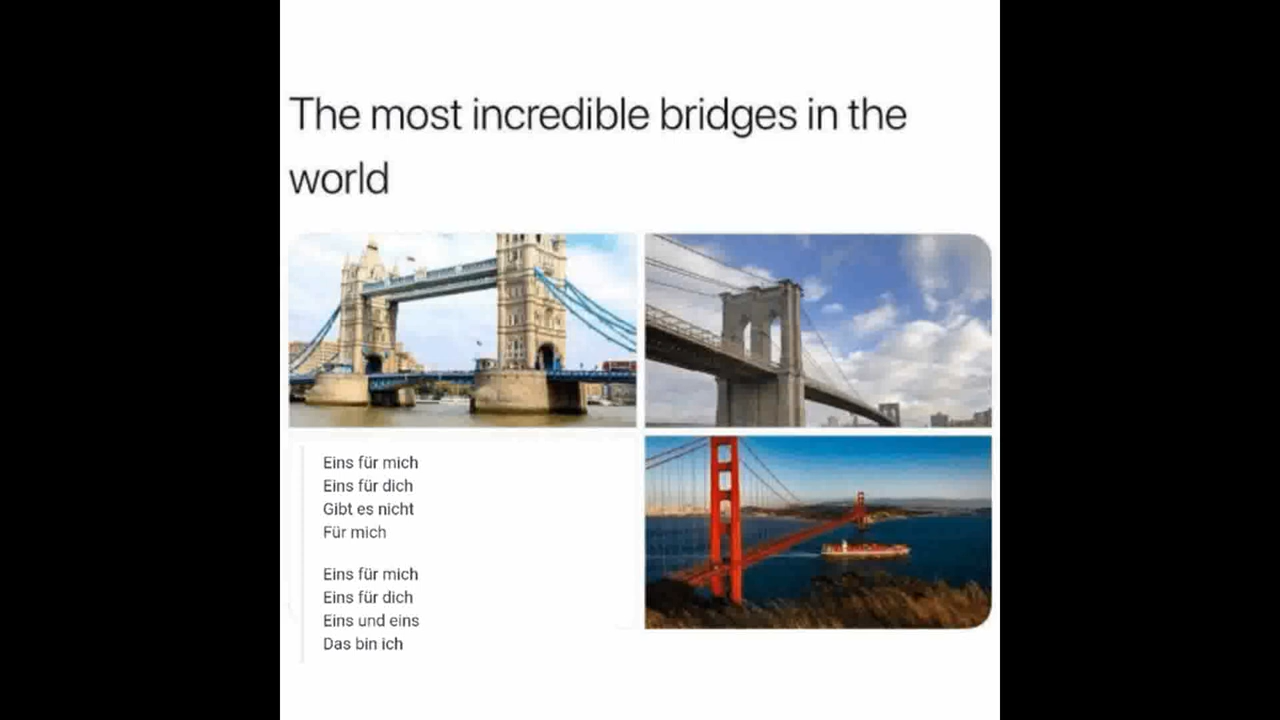 The most incredible bridges in the
world
Eins für mich
Eins für dich
Gibt es nicht
Für mich
Eins für mich
Eins für dich
Eins und eins
Das bin ich